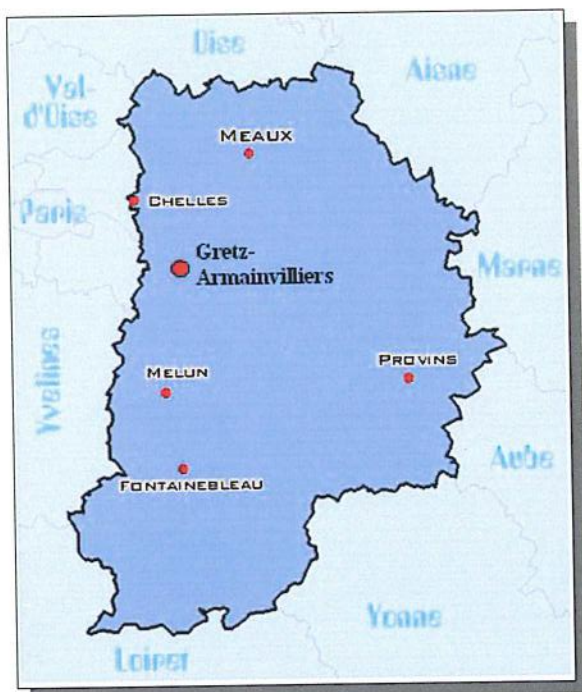 Oise
Aisne
Val-
d'Oise
MEAUX
Paris
CHELLES
Gretz-
Armainvilliers
Marne
Yvelines
MELUN
PROVINS
Aube
FONTAINEBLEAU
Yonne
Loiret